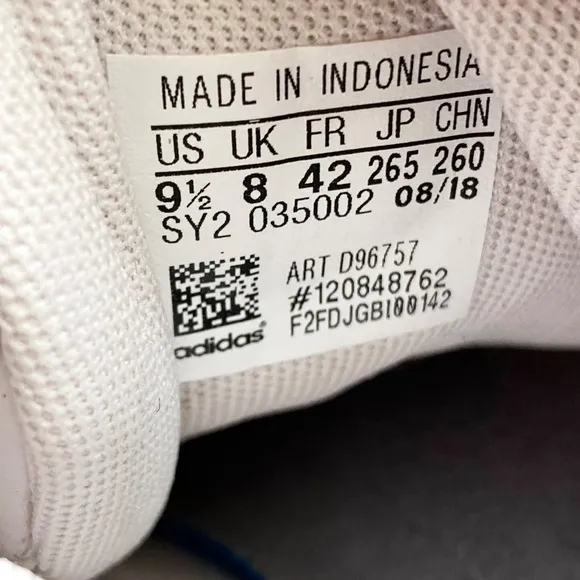 MADE IN INDONESIA
US UK FR JP CHN
9½ 8 42 265 260
SY2 035002 08/18
ART D96757
#120848762
F2FDJGBI00142
adidas®